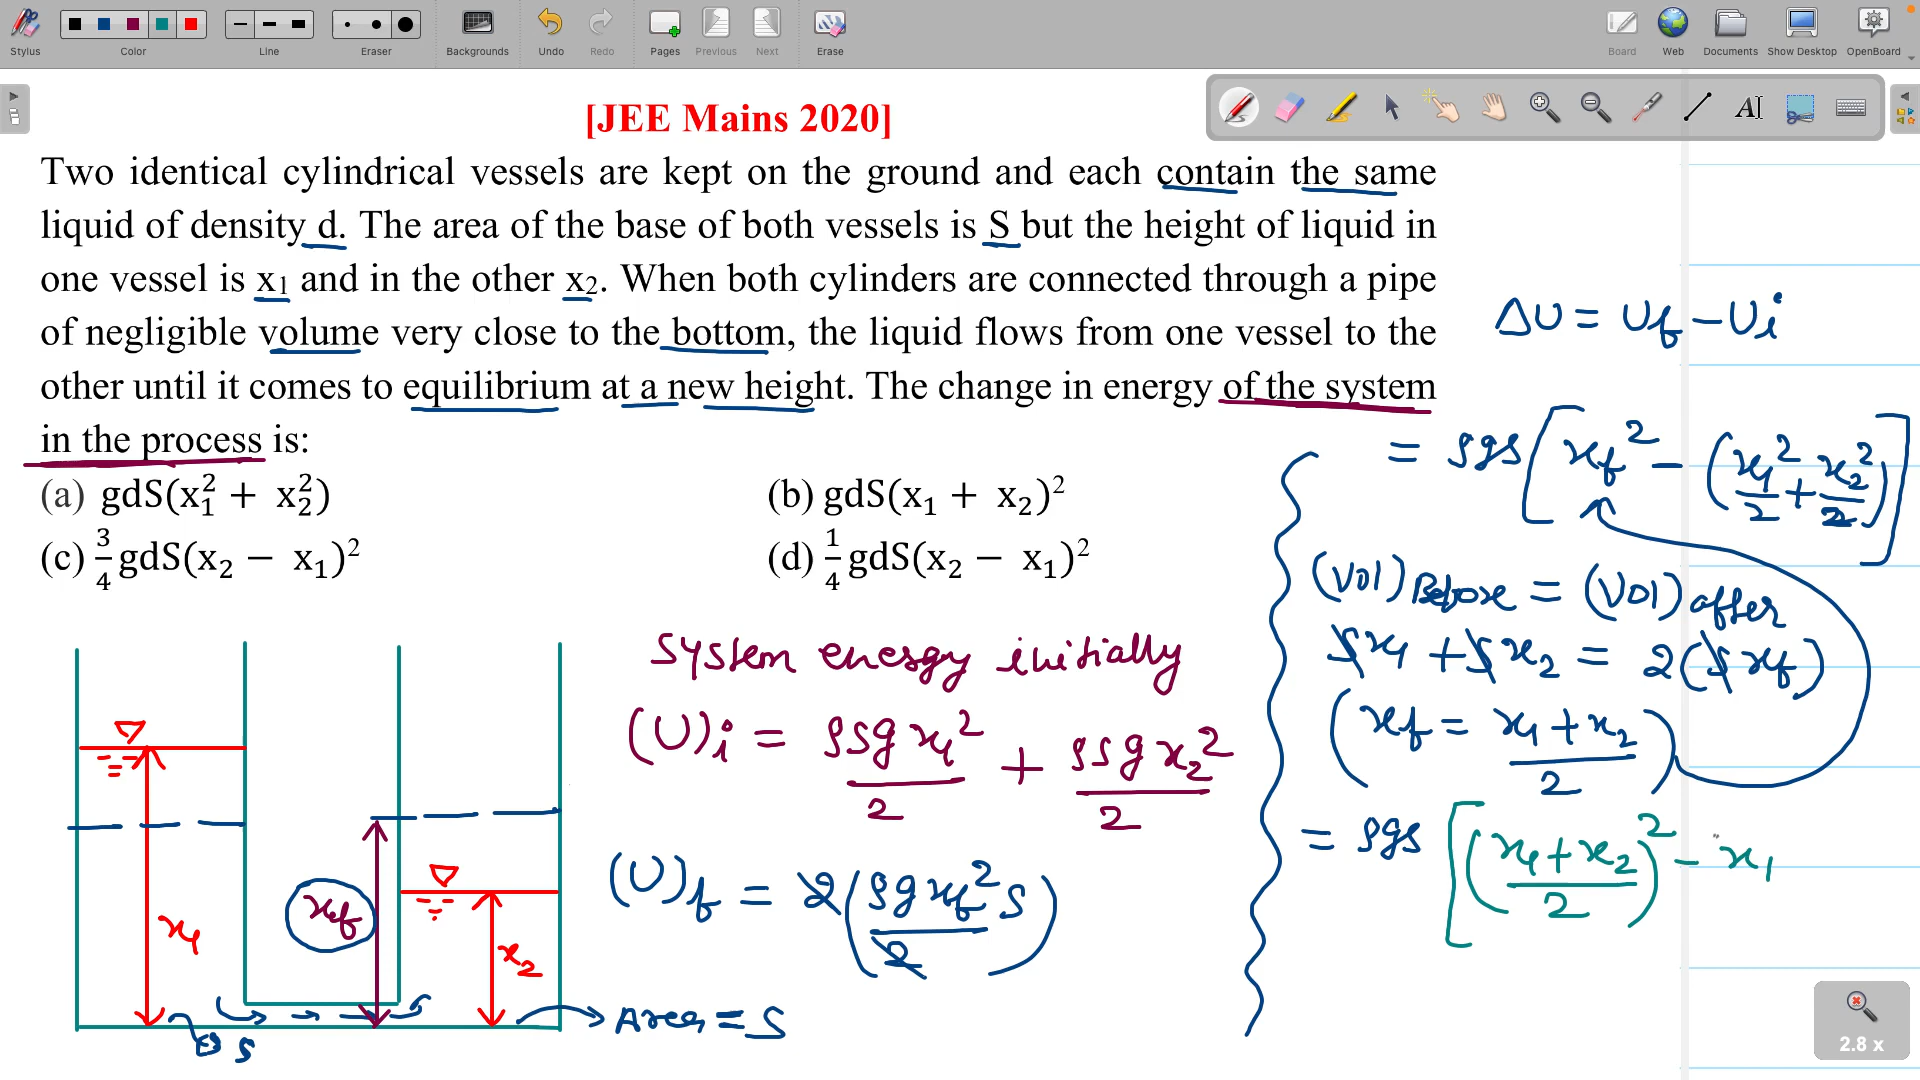 Stylus Color Line Eraser Backgrounds Undo Redo Pages Previous Next Erase Board Web Documents Show Desktop OpenBoard
[JEE Mains 2020]
Two identical cylindrical vessels are kept on the ground and each contain the same
liquid of density d. The area of the base of both vessels is S but the height of liquid in
one vessel is x₁ and in the other x₂. When both cylinders are connected through a pipe
of negligible volume very close to the bottom, the liquid flows from one vessel to the
other until it comes to equilibrium at a new height. The change in energy of the system
in the process is:
(a) gdS(x₁² + x₂²)
(b) gdS(x₁ + x₂)²
(c) 3/4 gdS(x₂ − x₁)²
(d) 1/4 gdS(x₂ − x₁)²
x₁
S
xf
x₂
Area = S
System energy initially
(U)i = ρSg x₁²/2 + ρSg x₂²/2
(U)f = 2(ρg xf² S/2)
ΔU = Uf − Ui
= ρgs[xf² − (x₁²/2 + x₂²/2)]
(Vol) Before = (Vol) after
Sx₁ + Sx₂ = 2(S xf)
(xf = x₁ + x₂/2)
= ρgs [(x₁ + x₂/2)² − x₁
2.8 x